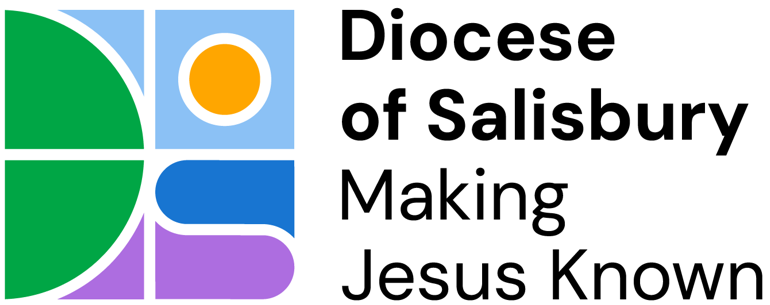 Diocese
of Salisbury
Making
Jesus Known